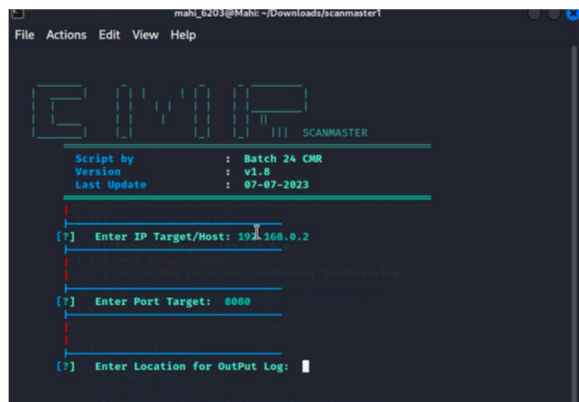 mahi_6203@Mahi: ~/Downloads/scanmaster1
File Actions Edit View Help
CMR
SCANMASTER
Script by : Batch 24 CMR
Version : v1.8
Last Update : 07-07-2023
[?] Enter IP Target/Host: 192.168.0.2
[?] Enter Port Target: 8080
[?] Enter Location for OutPut Log: